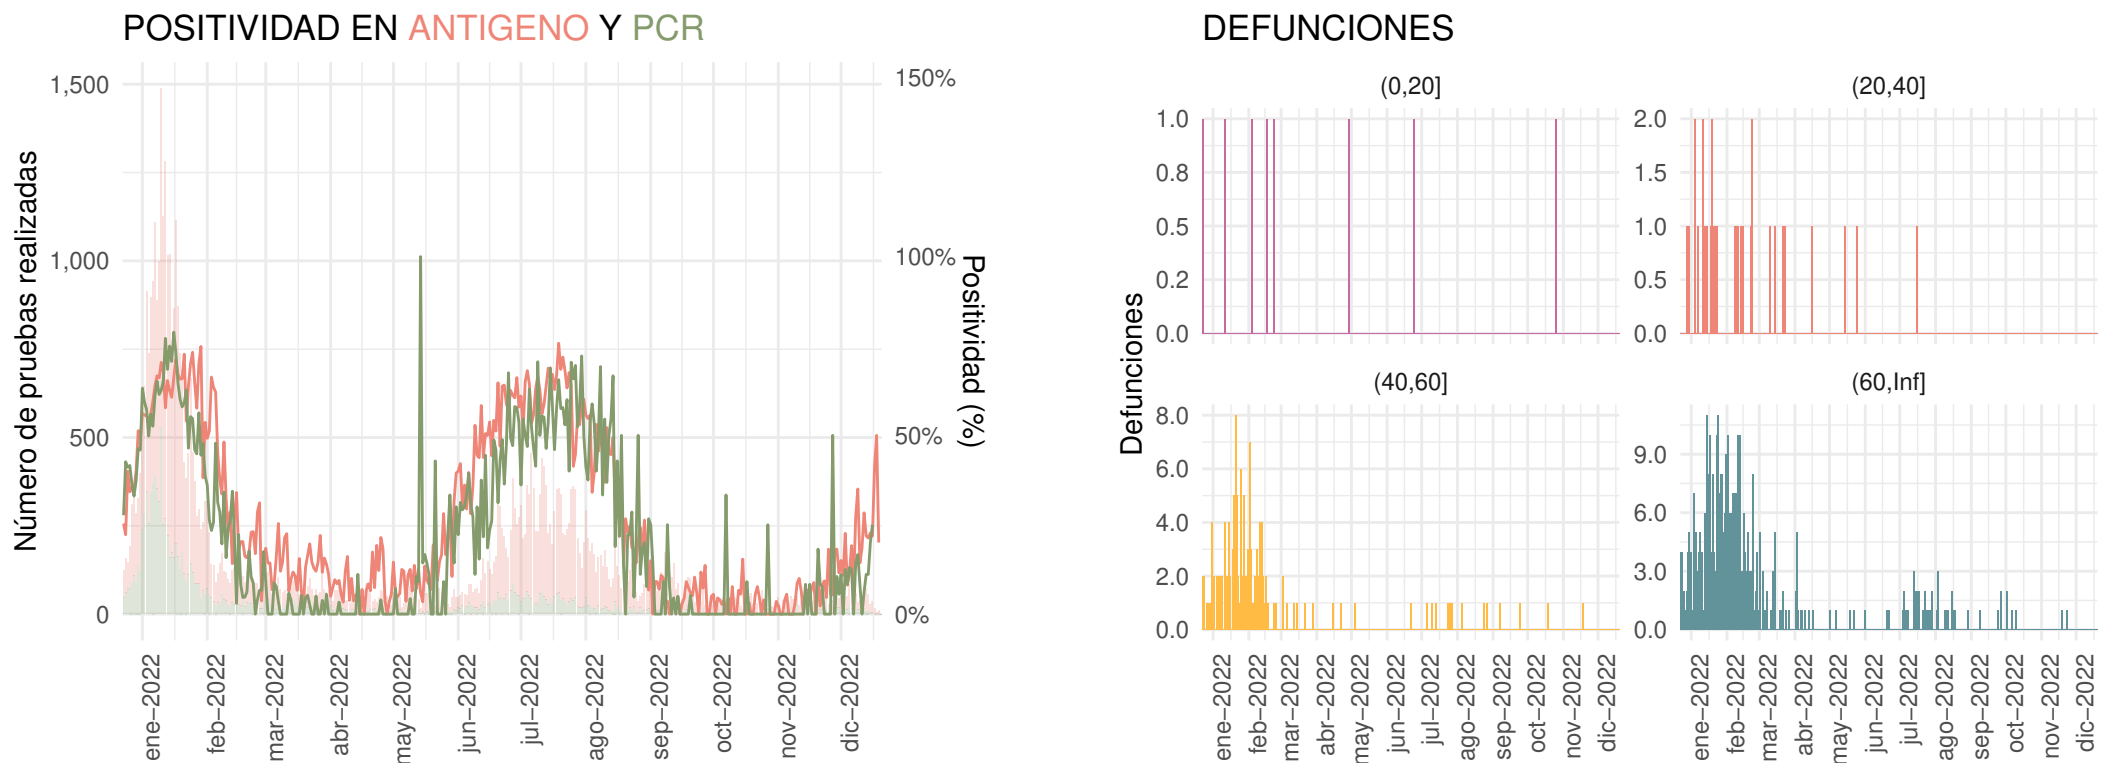 POSITIVIDAD EN ANTIGENO Y PCR
Número de pruebas realizadas
1,500
1,000
500
0
150%
100%
50%
0%
Positividad (%)
ene−2022
feb−2022
mar−2022
abr−2022
may−2022
jun−2022
jul−2022
ago−2022
sep−2022
oct−2022
nov−2022
dic−2022
DEFUNCIONES
Defunciones
(0,20]
1.0
0.8
0.5
0.2
0.0
(20,40]
2.0
1.5
1.0
0.5
0.0
(40,60]
8.0
6.0
4.0
2.0
0.0
(60,Inf]
9.0
6.0
3.0
0.0
ene−2022
feb−2022
mar−2022
abr−2022
may−2022
jun−2022
jul−2022
ago−2022
sep−2022
oct−2022
nov−2022
dic−2022
ene−2022
feb−2022
mar−2022
abr−2022
may−2022
jun−2022
jul−2022
ago−2022
sep−2022
oct−2022
nov−2022
dic−2022